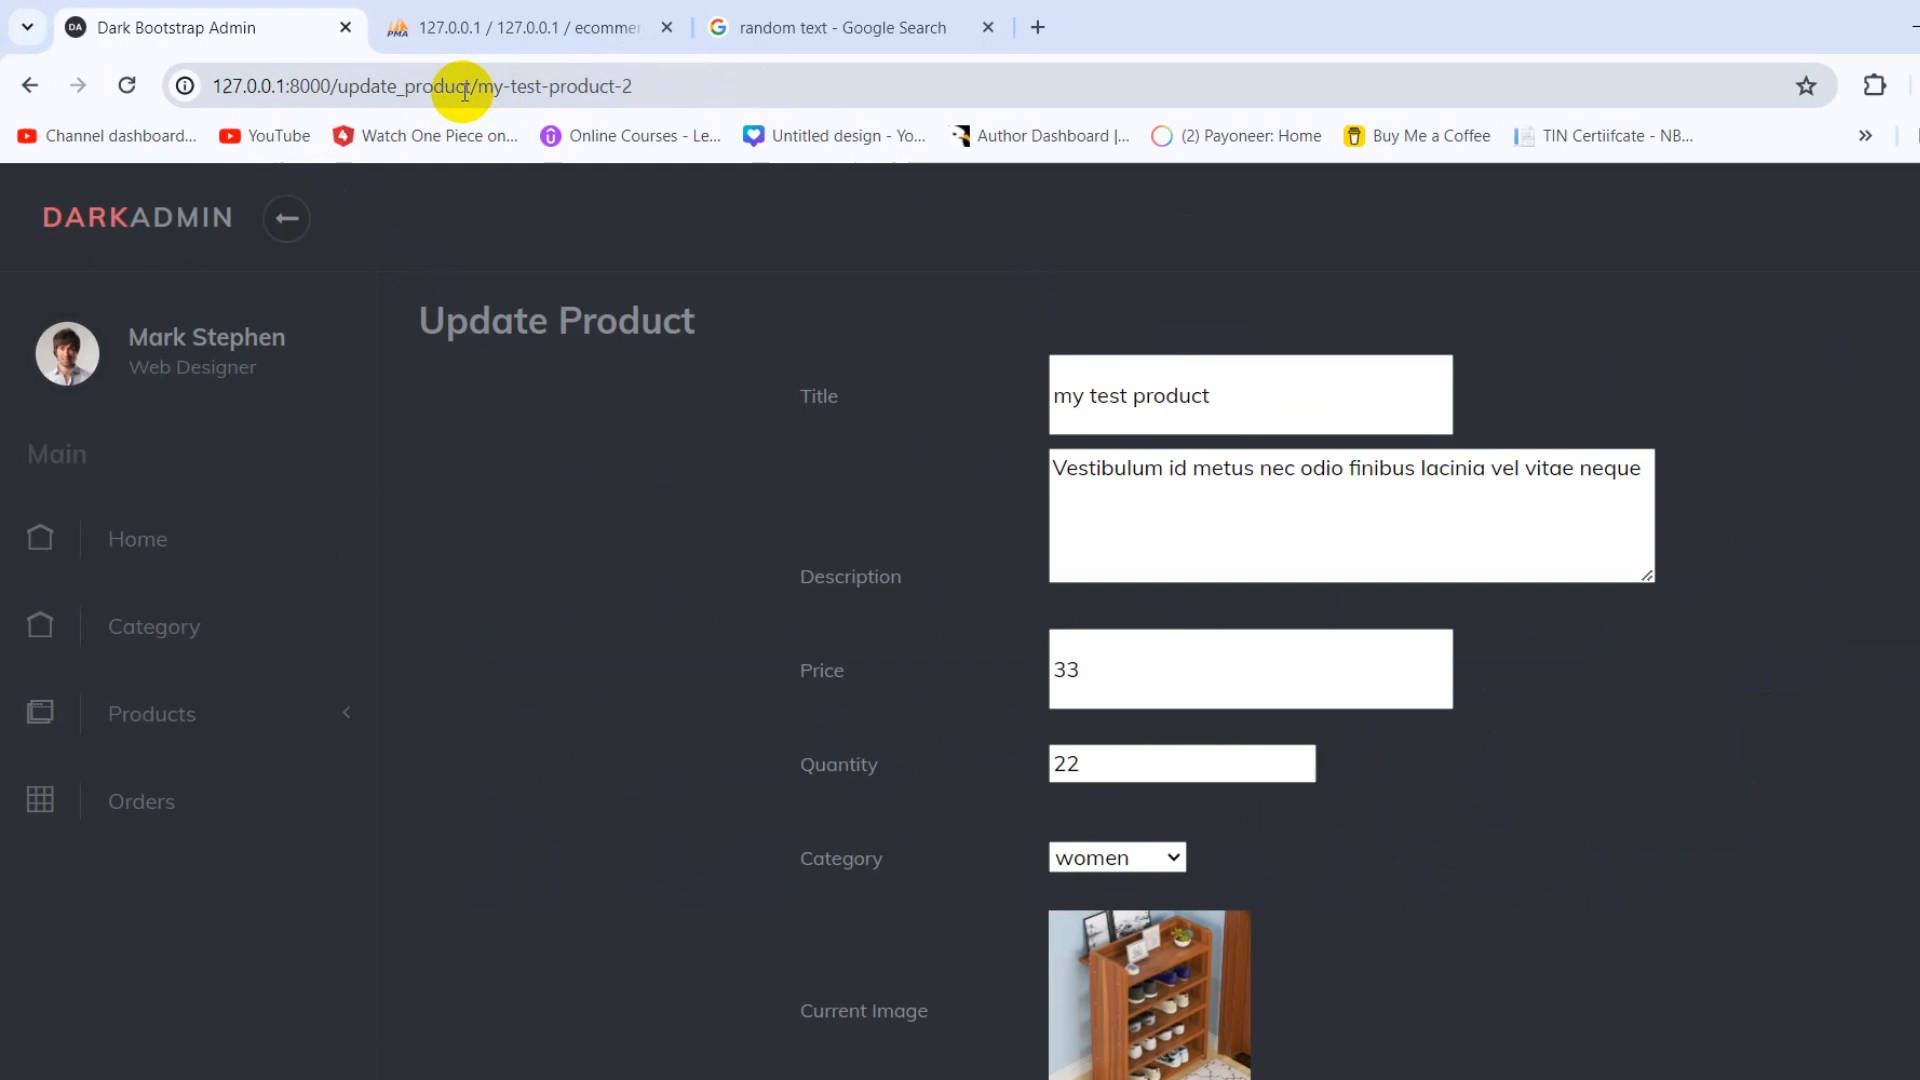 DA Dark Bootstrap Admin
PMA 127.0.0.1 / 127.0.0.1 / ecommer
G random text - Google Search
127.0.0.1:8000/update_product/my-test-product-2
Channel dashboard...
YouTube
4 Watch One Piece on...
Online Courses - Le...
Untitled design - Yo...
Author Dashboard |...
(2) Payoneer: Home
Buy Me a Coffee
TIN Certiifcate - NB...
DARKADMIN
Mark Stephen
Web Designer
Main
Home
Category
Products
Orders
Update Product
Title
my test product
Description
Vestibulum id metus nec odio finibus lacinia vel vitae neque
Price
33
Quantity
22
Category
women
Current Image